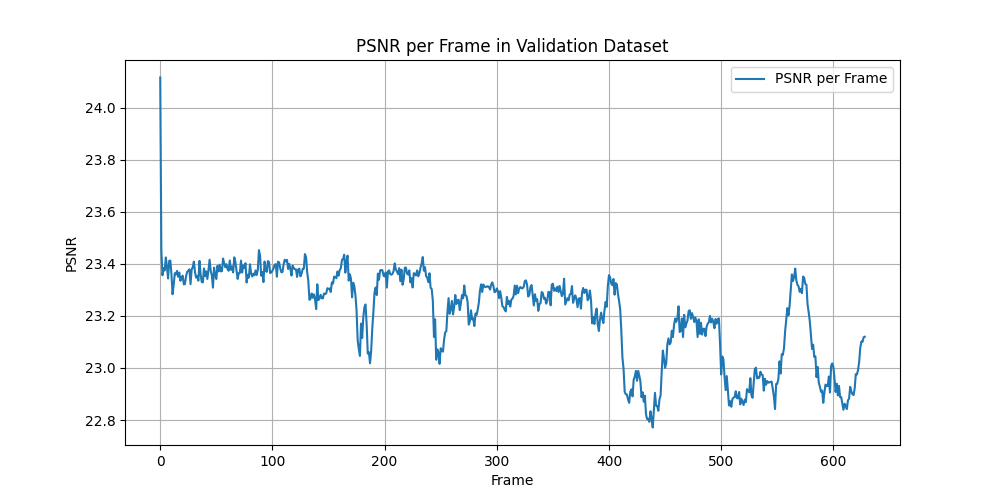 PSNR per Frame in Validation Dataset
PSNR per Frame
24.0
23.8
23.6
23.4
23.2
23.0
22.8
PSNR
0 100 200 300 400 500 600
Frame